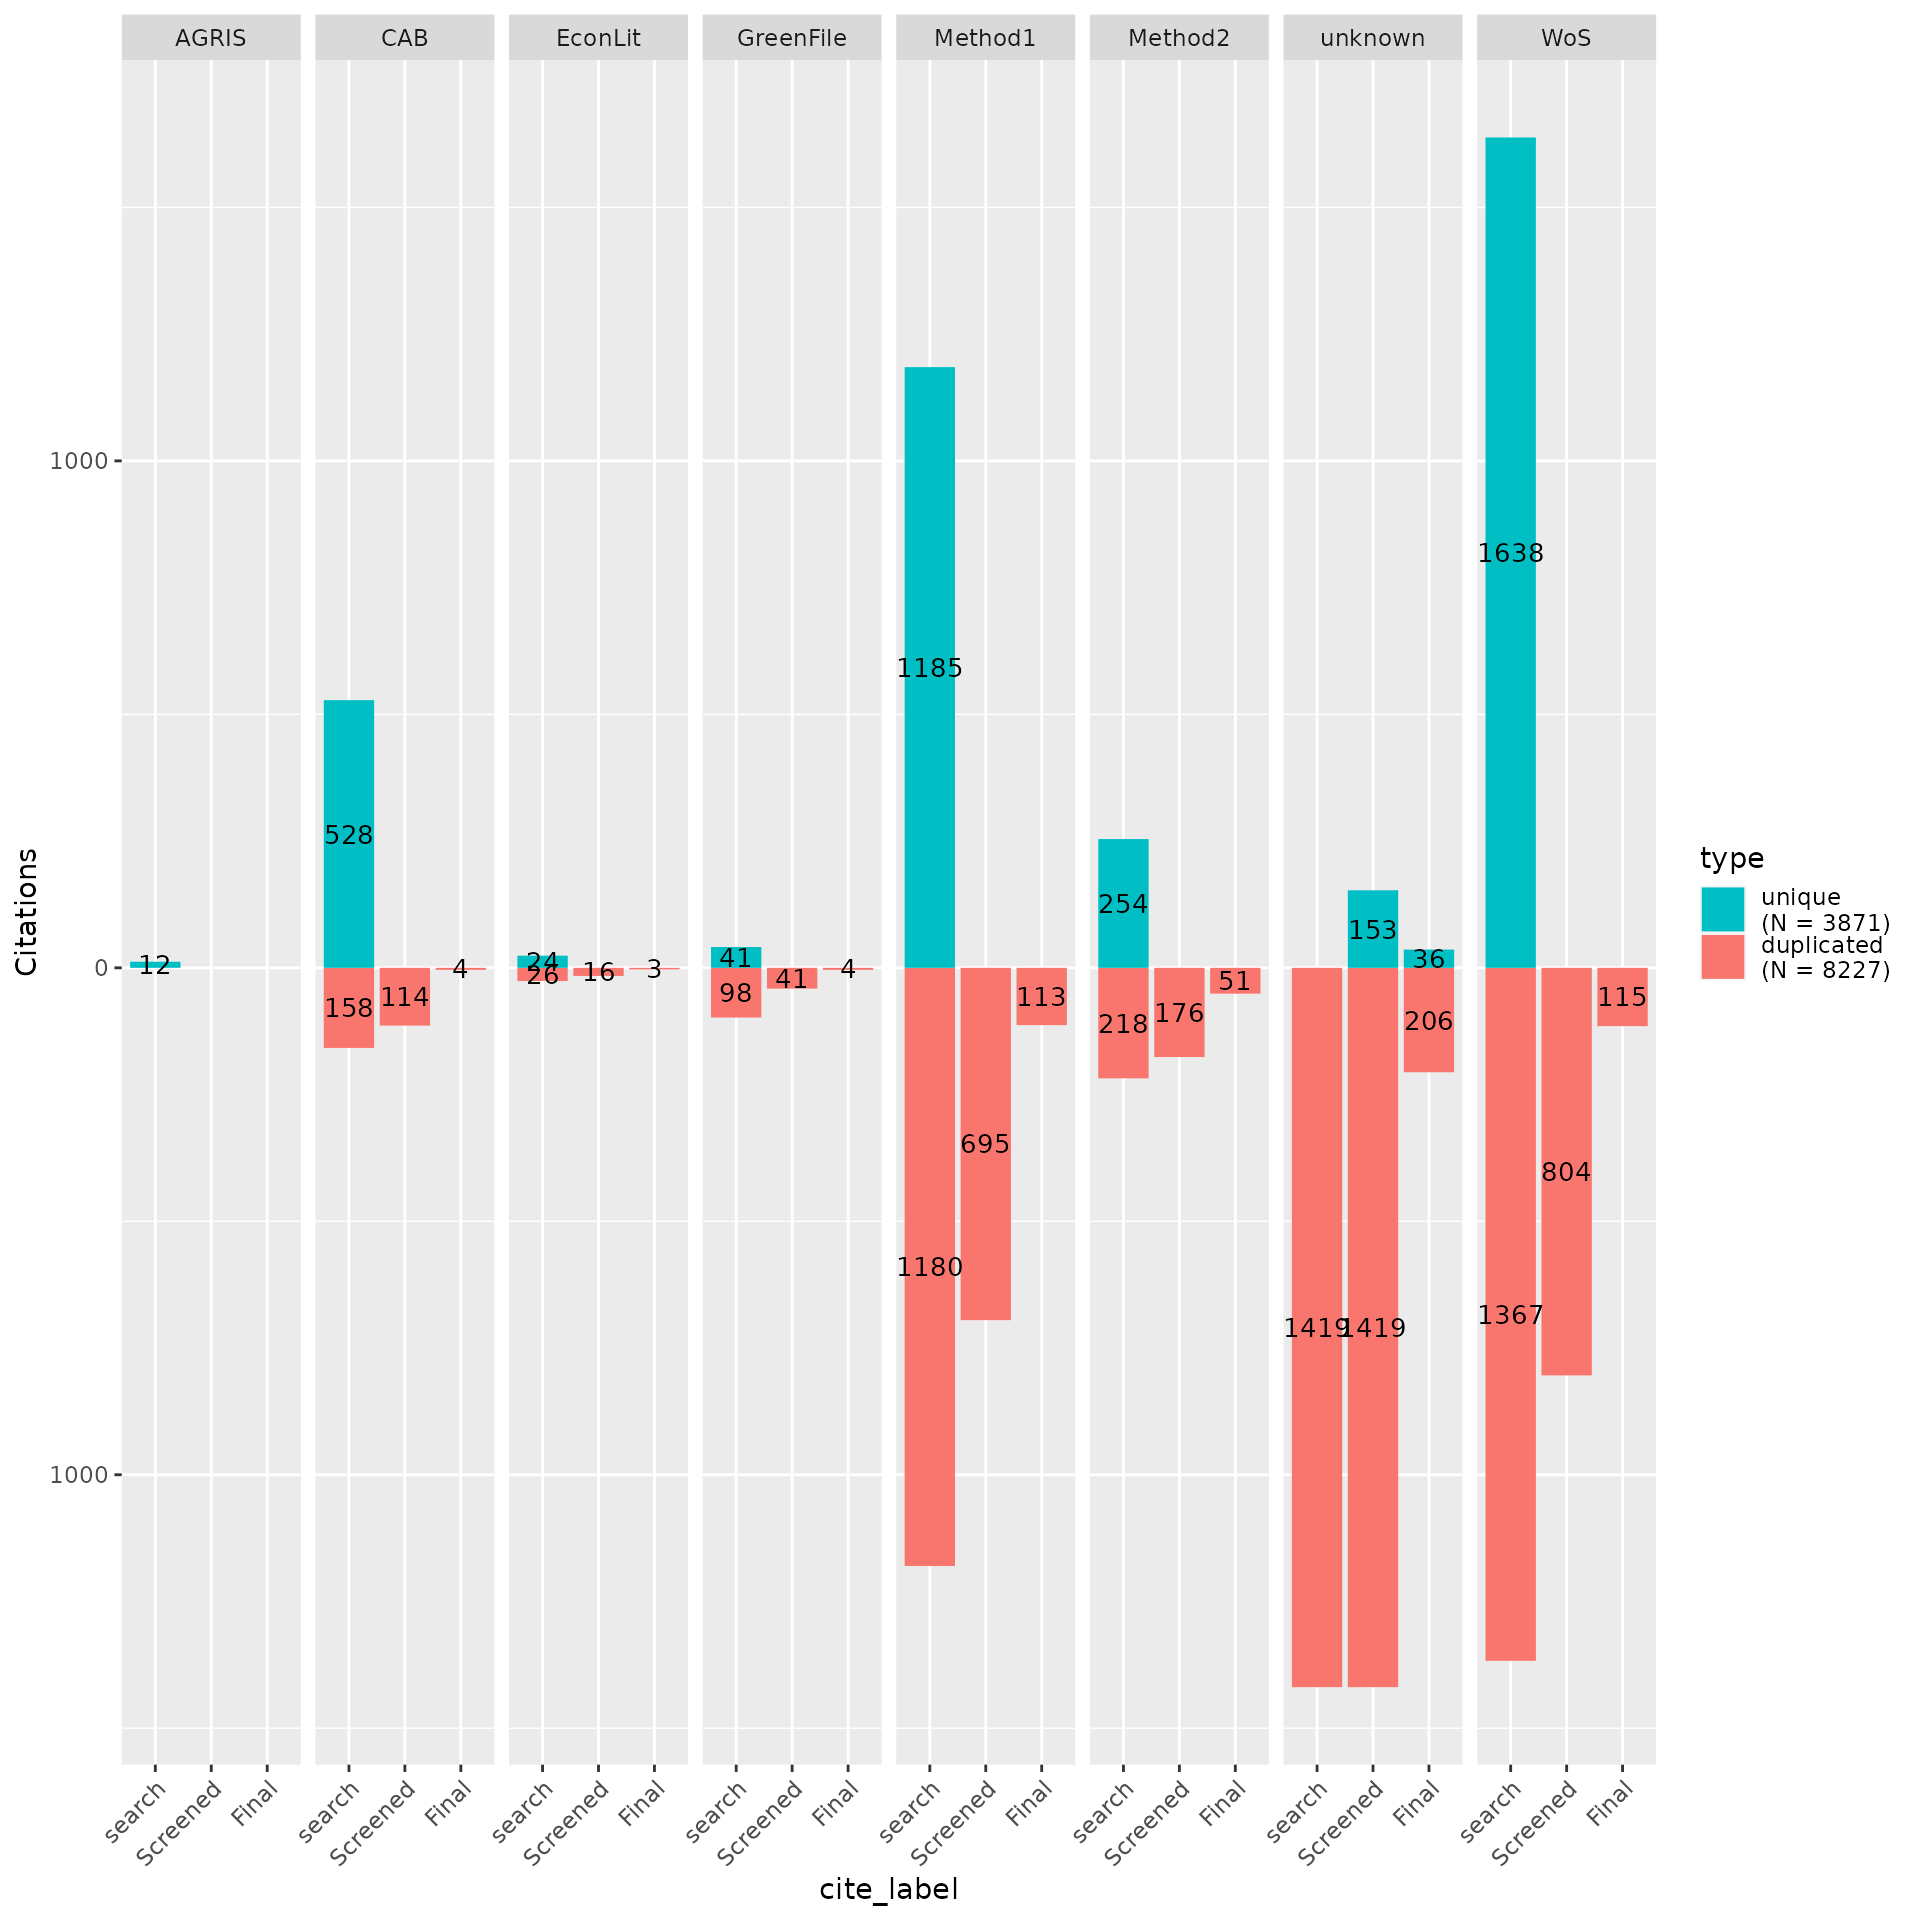 AGRIS CAB EconLit GreenFile Method1 Method2 unknown WoS
Citations
1000
0
1000
12
528
158 114 4
24
26 16 3
41
98 41 4
1185
1180 695 113
254
218 176 51
153 36
1419 1419 206
1638
1367 804 115
search Screened Final search Screened Final search Screened Final search Screened Final search Screened Final search Screened Final search Screened Final search Screened Final
cite_label
type
unique
(N = 3871)
duplicated
(N = 8227)